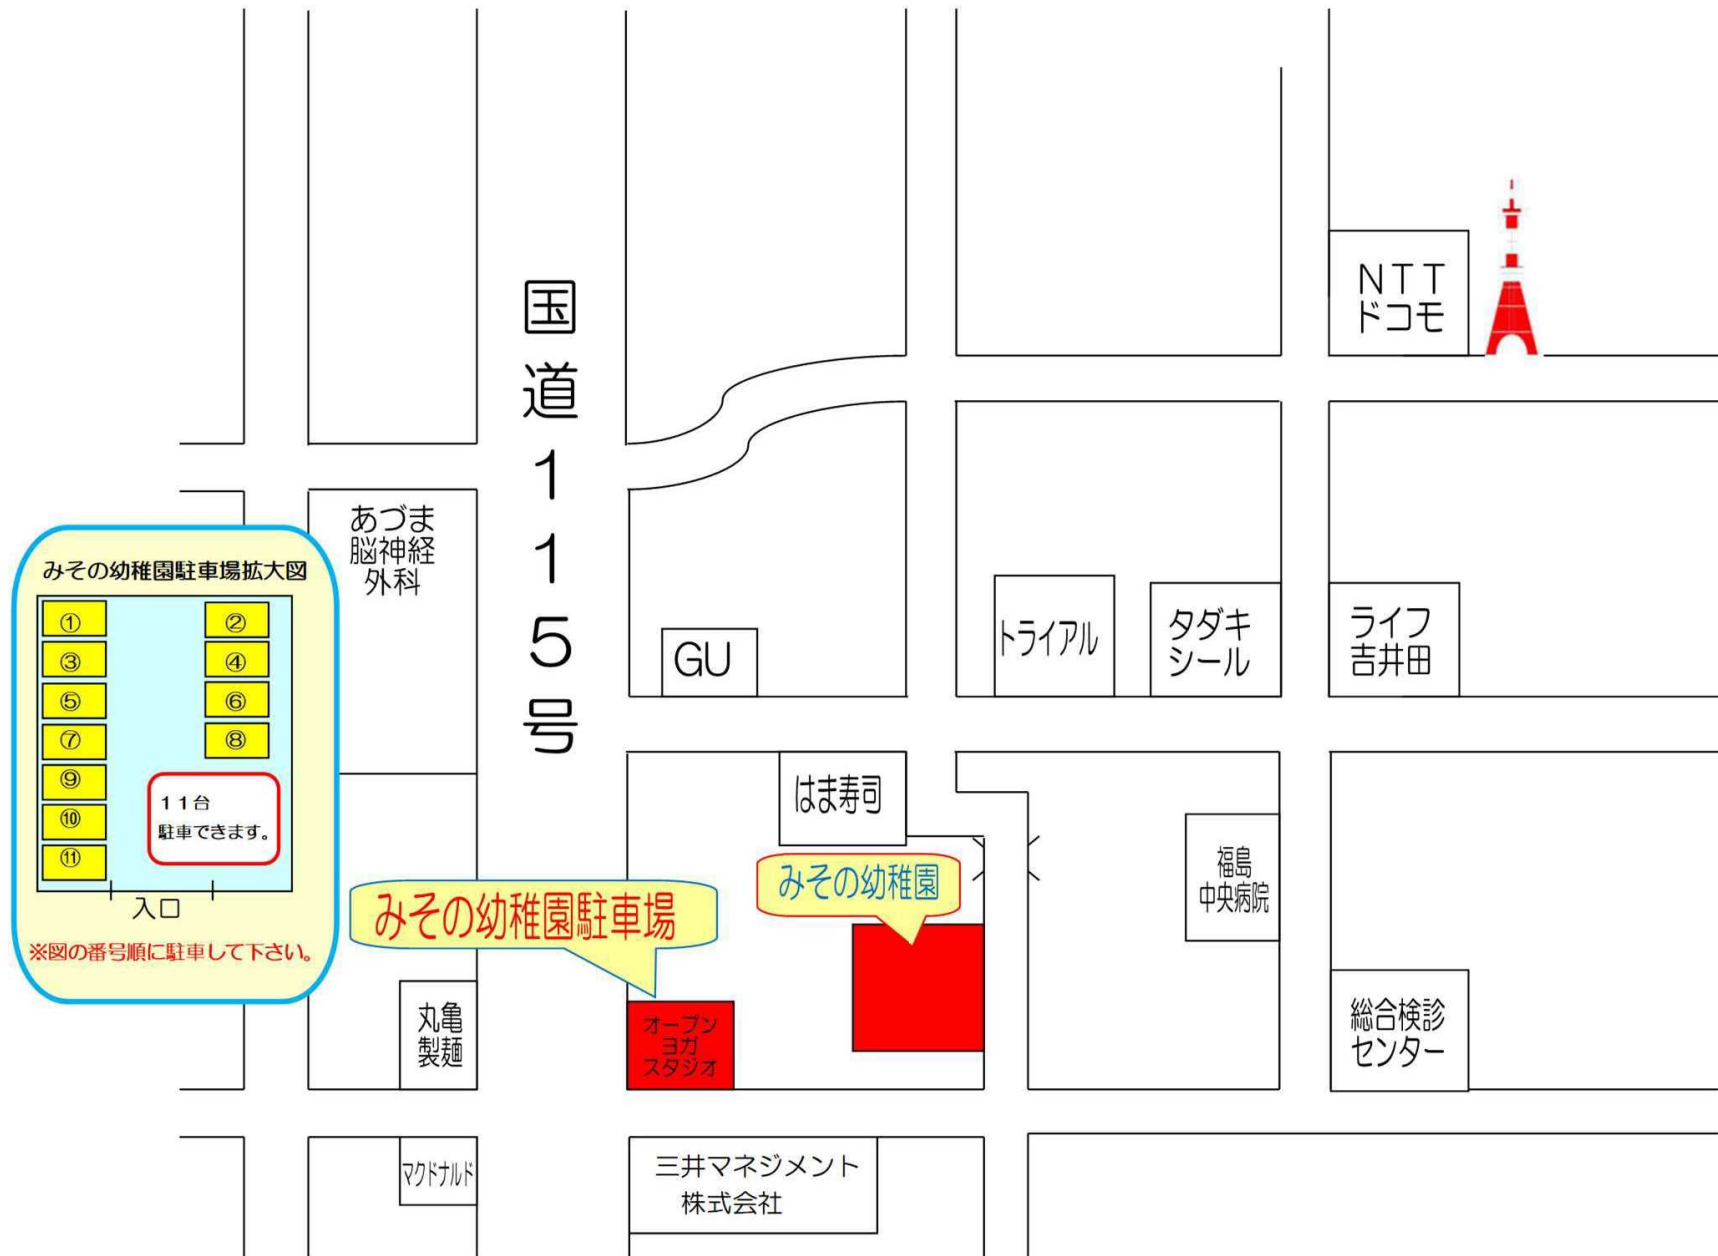 国道115号
NTT
ドコモ
あづま
脳神経
外科
みその幼稚園駐車場拡大図
①
②
③
④
⑤
⑥
⑦
⑧
⑨
⑩
⑪
11台
駐車できます。
入口
※図の番号順に駐車して下さい。
GU
トライアル
タダキ
シール
ライフ
吉井田
はま寿司
みその幼稚園
みその幼稚園駐車場
福島
中央病院
丸亀
製麺
オープン
ヨガ
スタジオ
総合検診
センター
マクドナルド
三井マネジメント
株式会社